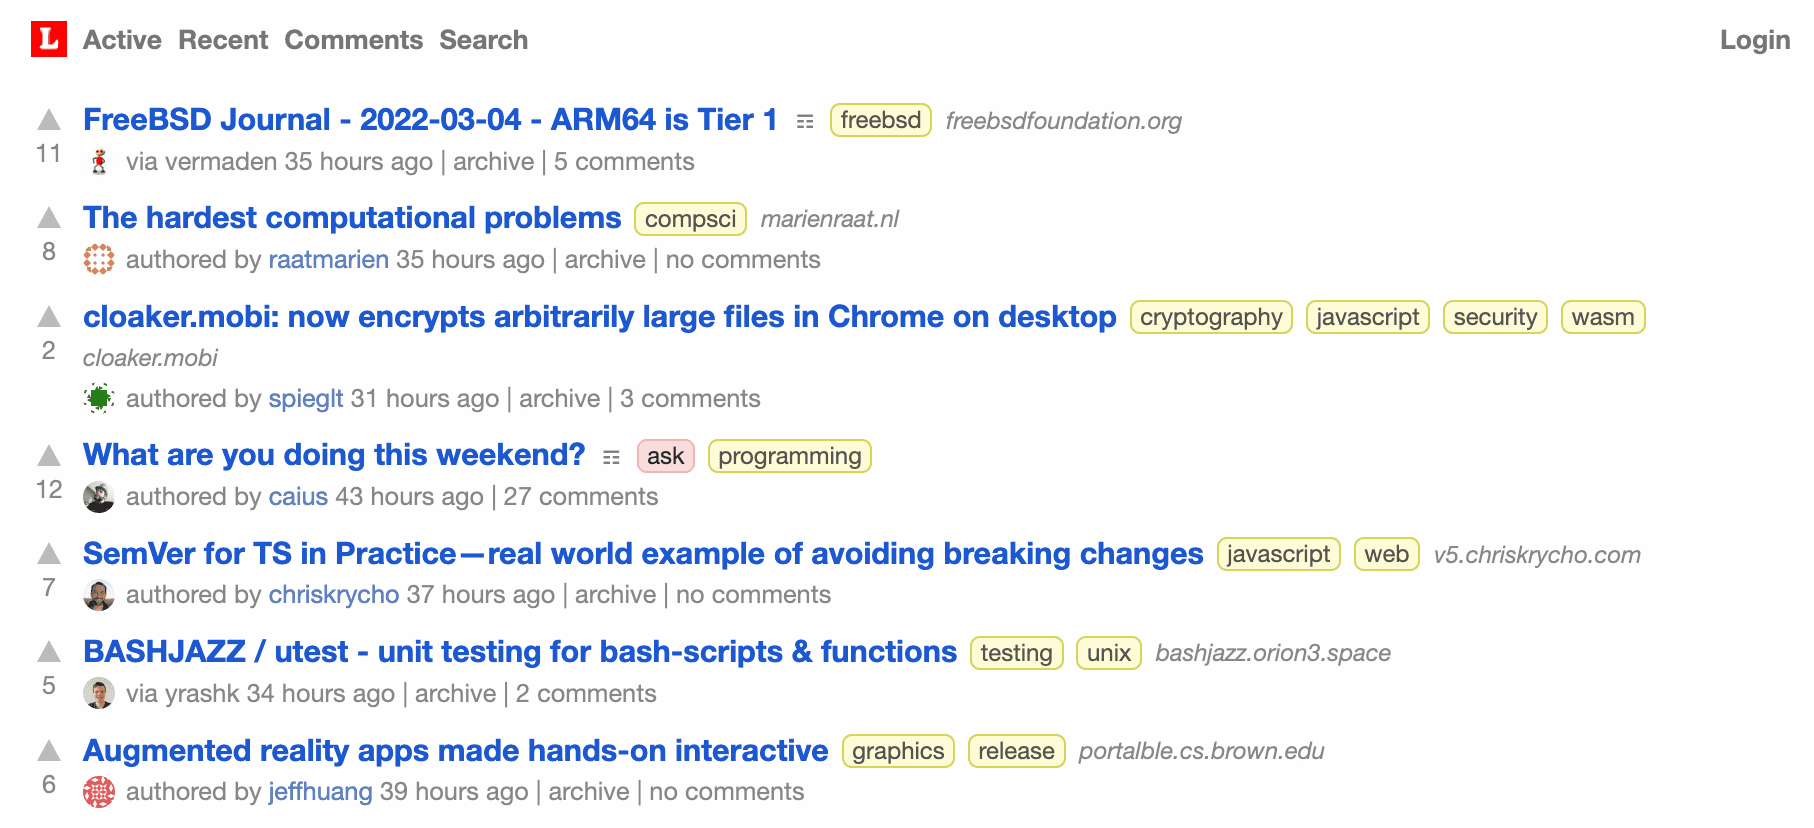 L Active Recent Comments Search Login
FreeBSD Journal - 2022-03-04 - ARM64 is Tier 1 freebsd freebsdfoundation.org
11 via vermaden 35 hours ago | archive | 5 comments
The hardest computational problems compsci marienraat.nl
8 authored by raatmarien 35 hours ago | archive | no comments
cloaker.mobi: now encrypts arbitrarily large files in Chrome on desktop cryptography javascript security wasm
2 cloaker.mobi
authored by spieglt 31 hours ago | archive | 3 comments
What are you doing this weekend? ask programming
12 authored by caius 43 hours ago | 27 comments
SemVer for TS in Practice—real world example of avoiding breaking changes javascript web v5.chriskrycho.com
7 authored by chriskrycho 37 hours ago | archive | no comments
BASHJAZZ / utest - unit testing for bash-scripts & functions testing unix bashjazz.orion3.space
5 via yrashk 34 hours ago | archive | 2 comments
Augmented reality apps made hands-on interactive graphics release portalble.cs.brown.edu
6 authored by jeffhuang 39 hours ago | archive | no comments